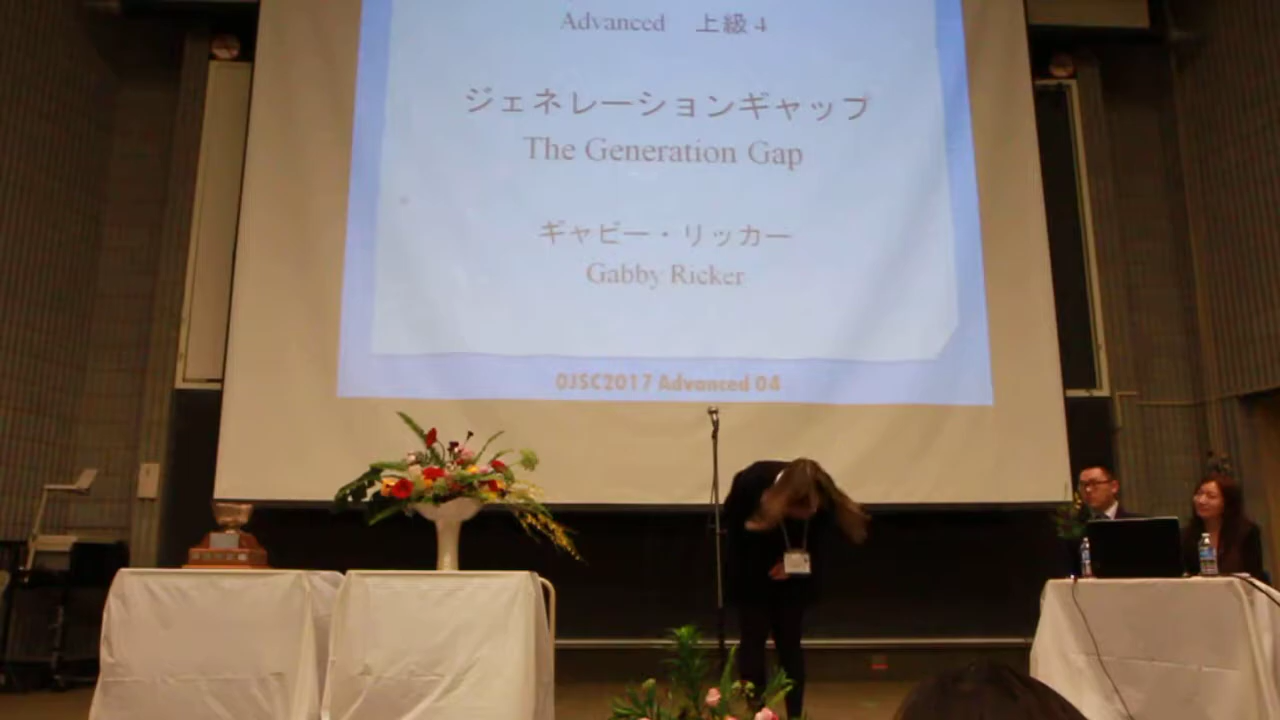 Advanced 上級 4
ジェネレーションギャップ
The Generation Gap
ギャビー・リッカー
Gabby Ricker
OJSC2017 Advanced 04